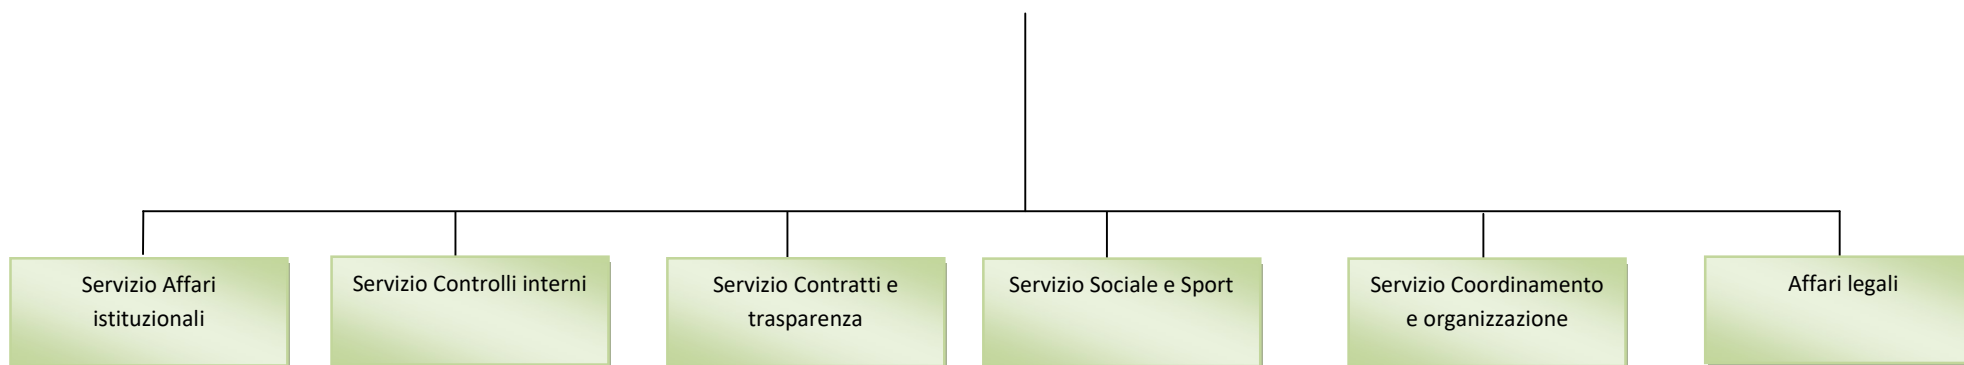 Servizio Affari
istituzionali
Servizio Controlli interni
Servizio Contratti e
trasparenza
Servizio Sociale e Sport
Servizio Coordinamento
e organizzazione
Affari legali